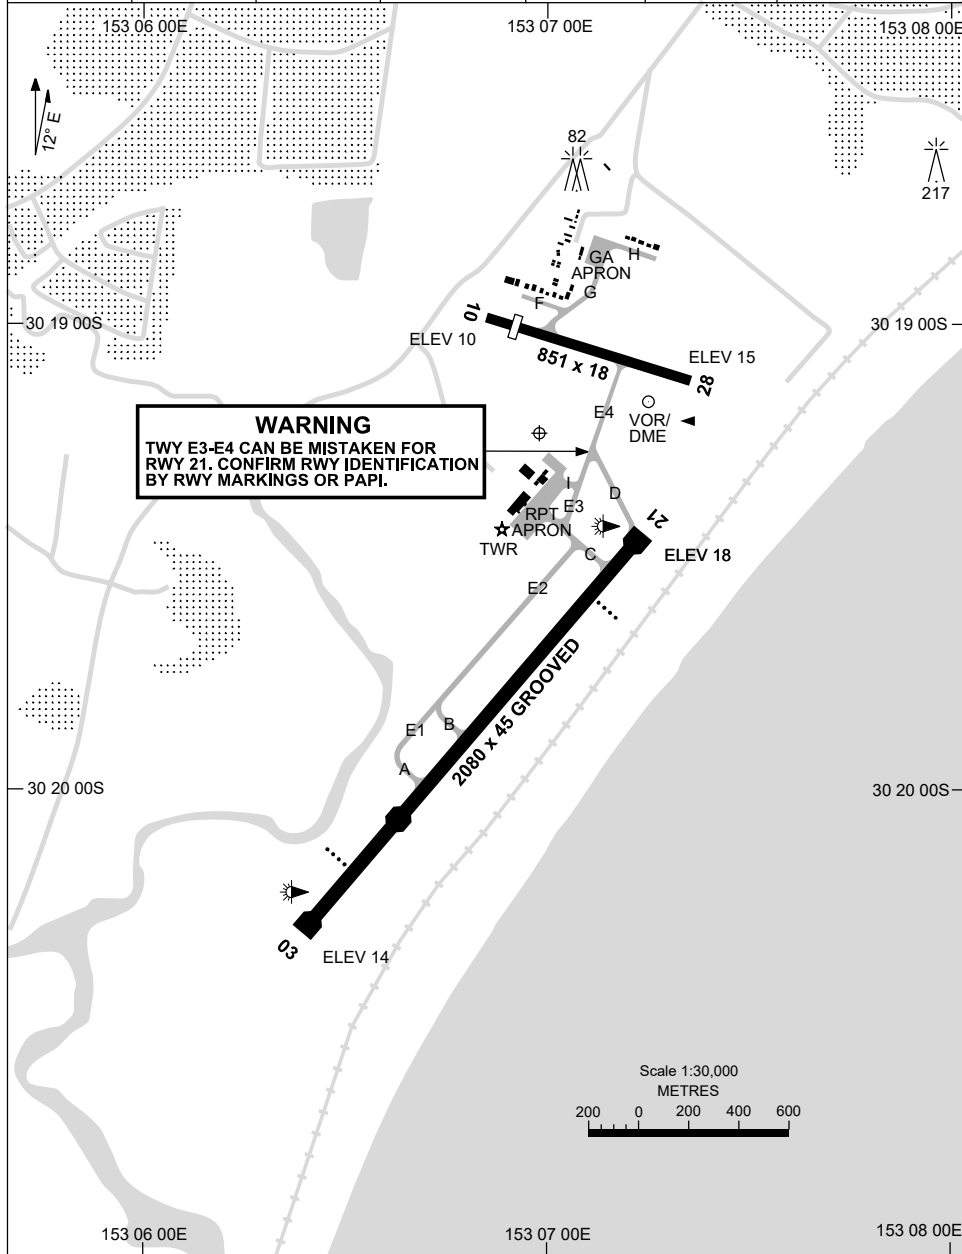 153 06 00E
153 07 00E
153 08 00E
12° E
82
217
GA
APRON
H
G
F
10
30 19 00S
30 19 00S
ELEV 10
851 x 18
ELEV 15
28
E4
VOR/
DME
WARNING
TWY E3-E4 CAN BE MISTAKEN FOR
RWY 21. CONFIRM RWY IDENTIFICATION
BY RWY MARKINGS OR PAPI.
I
D
E3
RPT
APRON
TWR
21
ELEV 18
C
E2
2080 x 45 GROOVED
E1
B
A
30 20 00S
30 20 00S
03
ELEV 14
Scale 1:30,000
METRES
200 0 200 400 600
153 06 00E
153 07 00E
153 08 00E